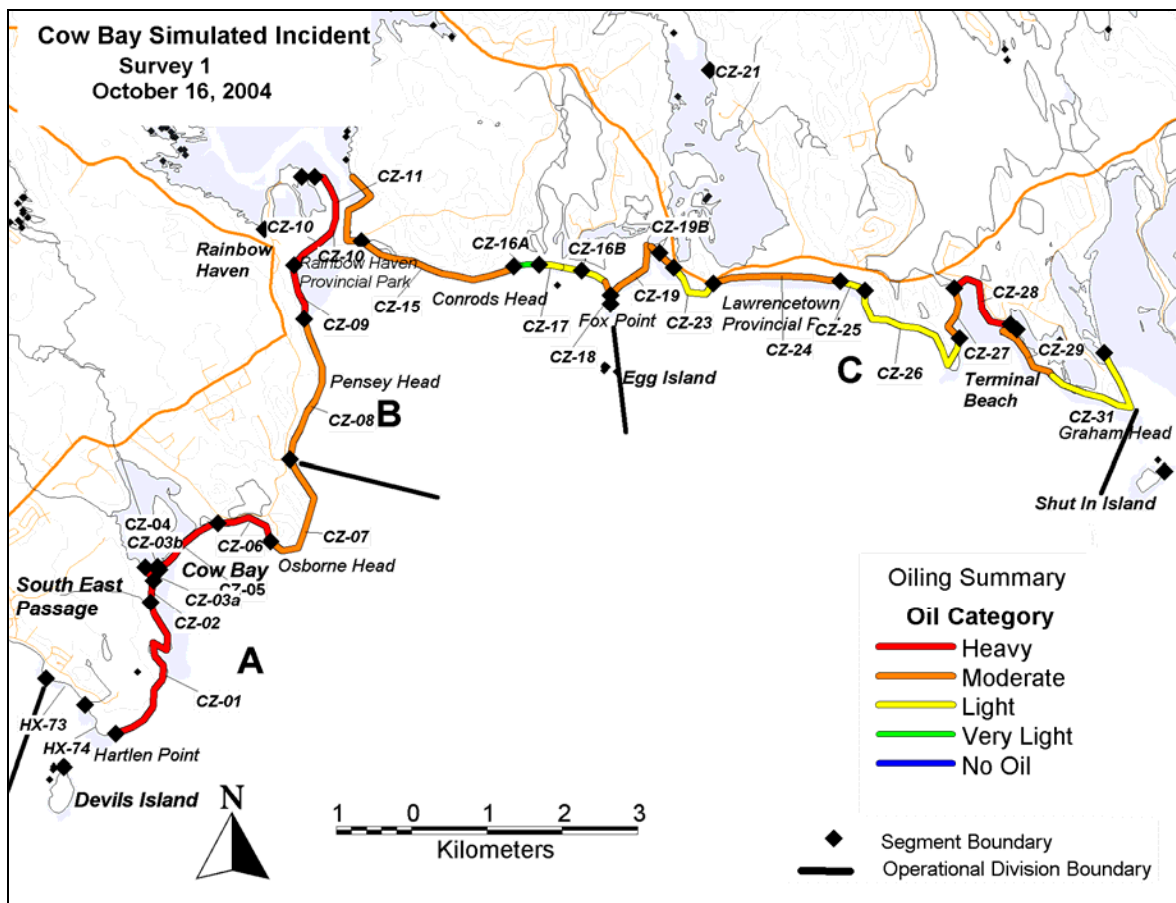 Cow Bay Simulated Incident
Survey 1
October 16, 2004
CZ-21
CZ-11
CZ-10
Rainbow
Haven
CZ-10
Rainbow Haven
Provincial Park
CZ-09
CZ-15
Conrods Head
CZ-16A
CZ-16B
CZ-17
CZ-18
Fox Point
CZ-19
CZ-19B
CZ-23
Lawrencetown
Provincial F
CZ-24
CZ-25
CZ-26
CZ-27
CZ-28
CZ-29
Terminal
Beach
CZ-31
Graham Head
Shut In Island
Egg Island
C
Pensey Head
CZ-08
B
CZ-07
Osborne Head
CZ-06
CZ-04
CZ-03b
Cow Bay
CZ-05
CZ-03a
CZ-02
South East
Passage
A
CZ-01
HX-73
HX-74
Hartlen Point
Devils Island
N
1 0 1 2 3
Kilometers
Oiling Summary
Oil Category
Heavy
Moderate
Light
Very Light
No Oil
Segment Boundary
Operational Division Boundary